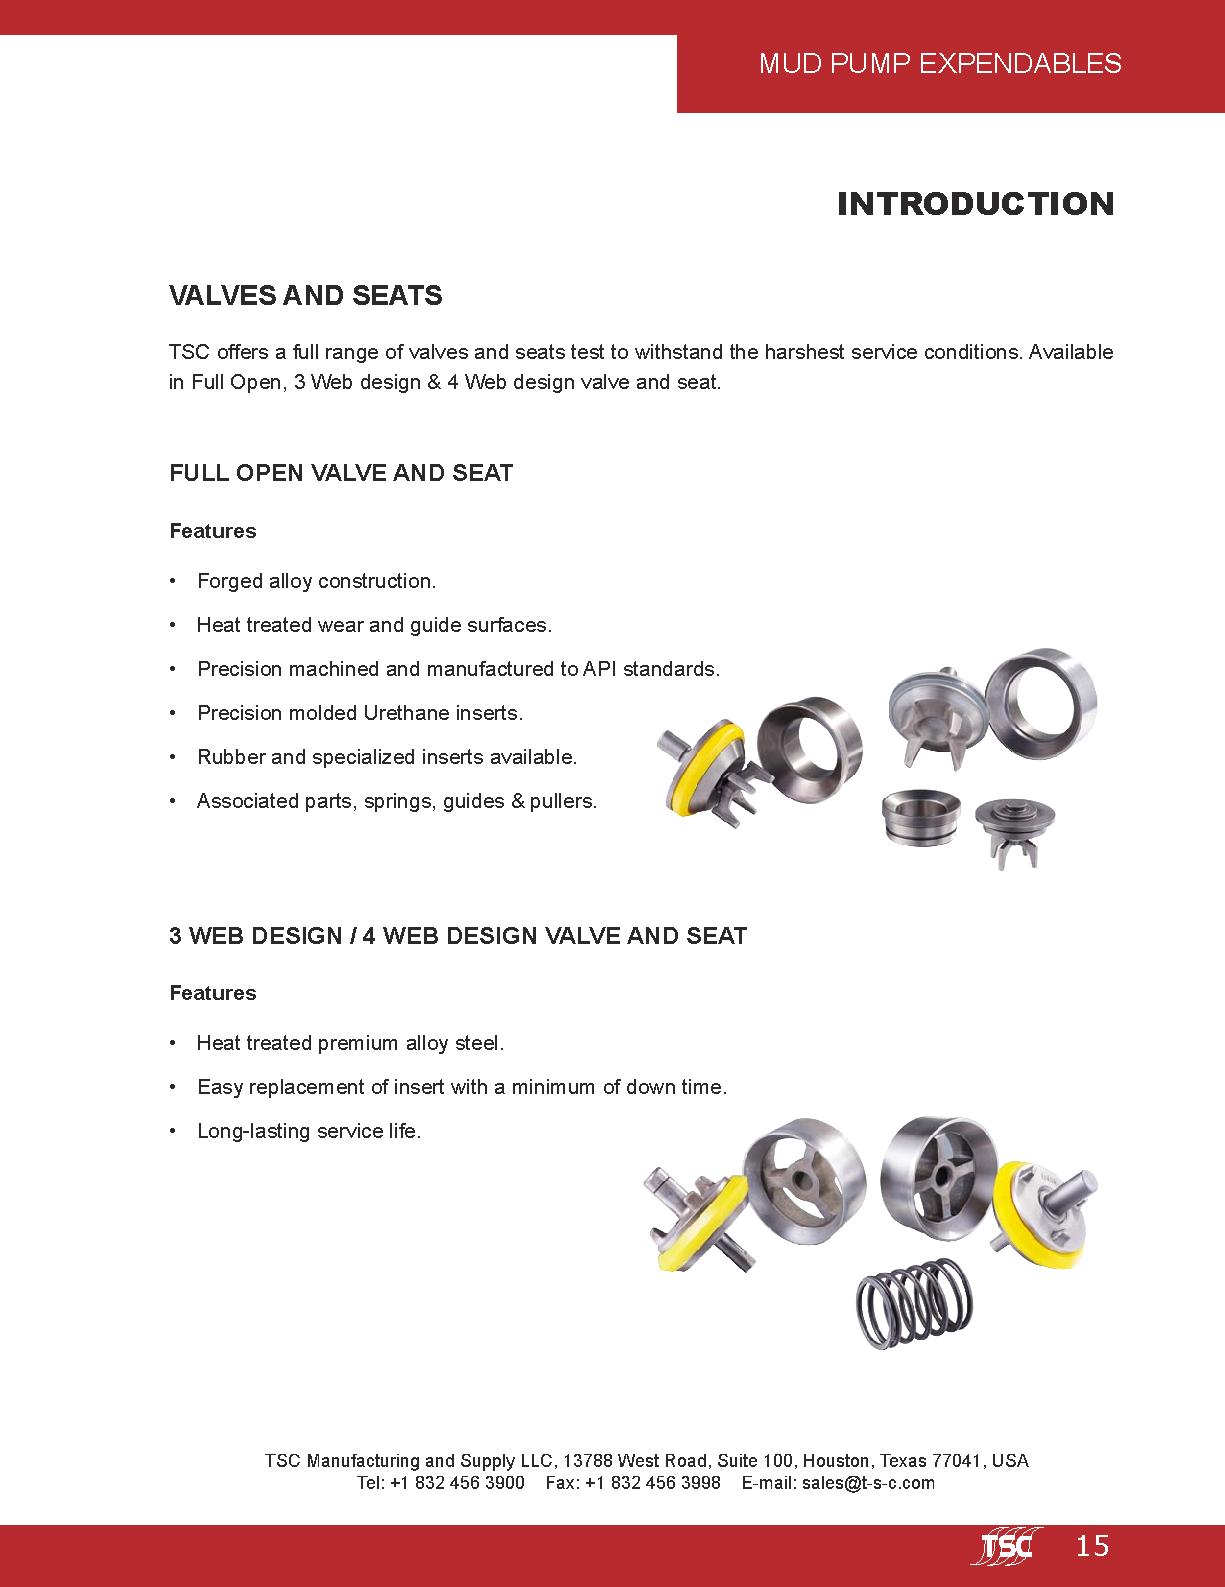 MUD PUMP EXPENDABLES
INTRODUCTION
VALVES AND SEATS
TSC offers a full range of valves and seats test to withstand the harshest service conditions. Available
in Full Open, 3 Web design & 4 Web design valve and seat.
FULL OPEN VALVE AND SEAT
Features
• Forged alloy construction.
• Heat treated wear and guide surfaces.
• Precision machined and manufactured to API standards.
• Precision molded Urethane inserts.
• Rubber and specialized inserts available.
• Associated parts, springs, guides & pullers.
3 WEB DESIGN / 4 WEB DESIGN VALVE AND SEAT
Features
• Heat treated premium alloy steel.
• Easy replacement of insert with a minimum of down time.
• Long-lasting service life.
TSC Manufacturing and Supply LLC, 13788 West Road, Suite 100, Houston, Texas 77041, USA
Tel: +1 832 456 3900 Fax: +1 832 456 3998 E-mail: sales@t-s-c.com
TSC 15